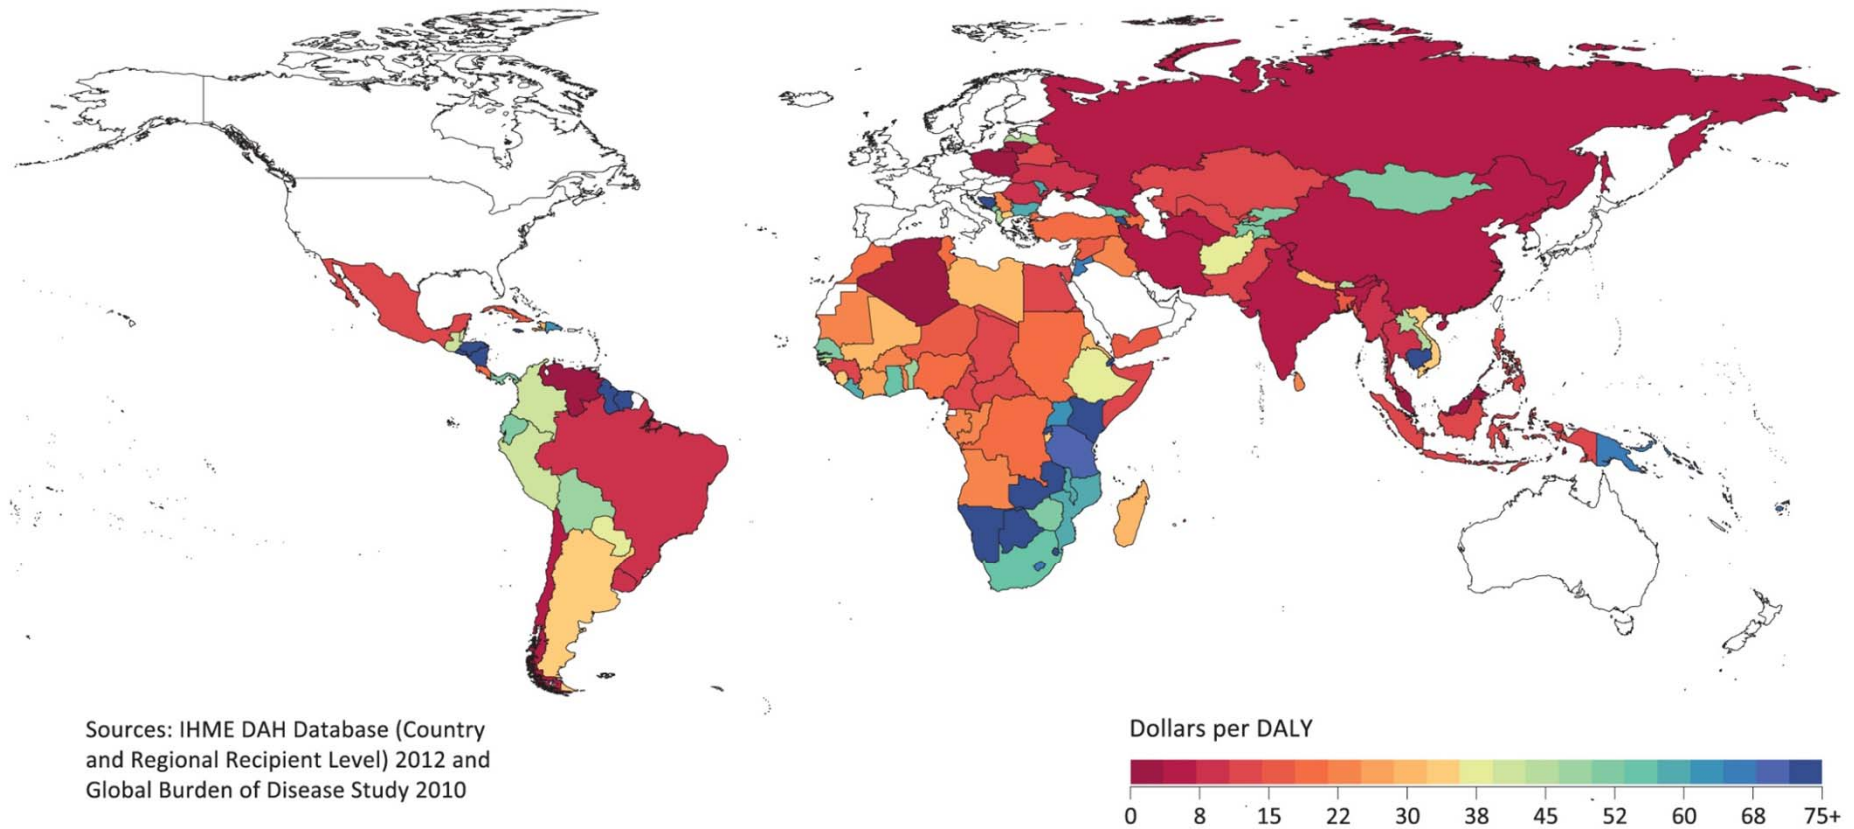 Sources: IHME DAH Database (Country
and Regional Recipient Level) 2012 and
Global Burden of Disease Study 2010
Dollars per DALY
0 8 15 22 30 38 45 52 60 68 75+